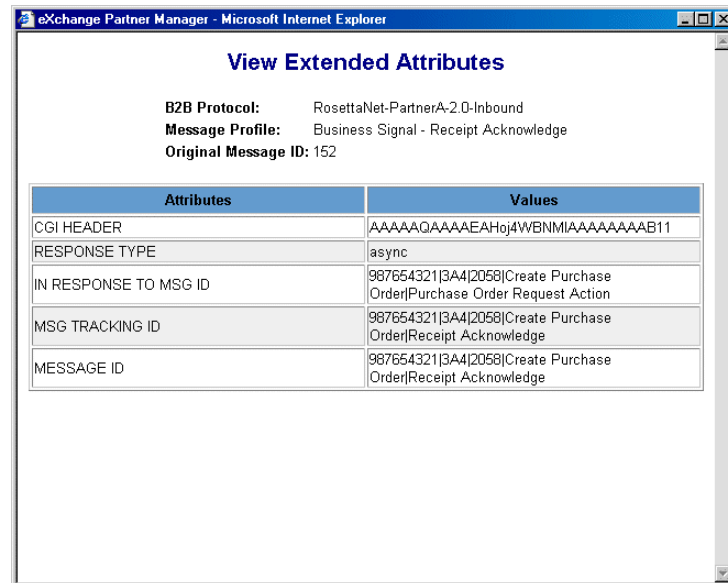 eXchange Partner Manager - Microsoft Internet Explorer
View Extended Attributes
B2B Protocol: RosettaNet-PartnerA-2.0-Inbound
Message Profile: Business Signal - Receipt Acknowledge
Original Message ID: 152
Attributes Values
CGI HEADER AAAAAQAAAAEAHoj4WBNMIAAAAAAAAB11
RESPONSE TYPE async
IN RESPONSE TO MSG ID 987654321|3A4|2058|Create Purchase
Order|Purchase Order Request Action
MSG TRACKING ID 987654321|3A4|2058|Create Purchase
Order|Receipt Acknowledge
MESSAGE ID 987654321|3A4|2058|Create Purchase
Order|Receipt Acknowledge